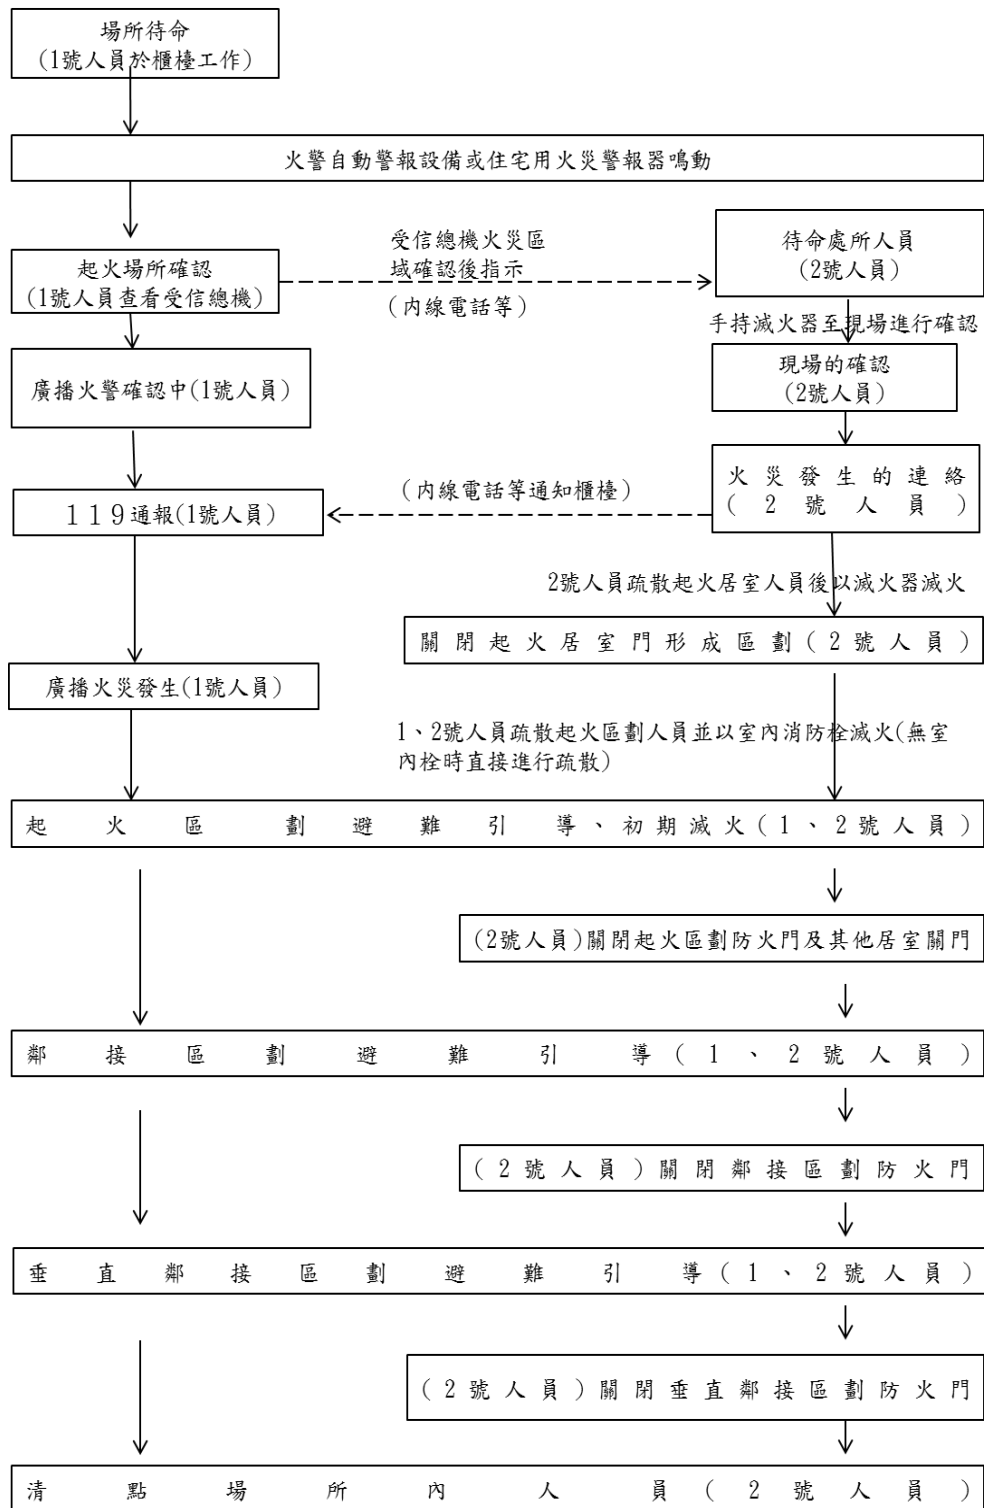 場所待命
(1號人員於櫃檯工作)
火警自動警報設備或住宅用火災警報器鳴動
起火場所確認
(1號人員查看受信總機)
受信總機火災區
域確認後指示
(內線電話等)
待命處所人員
(2號人員)
手持滅火器至現場進行確認
廣播火警確認中(1號人員)
現場的確認
(2號人員)
火災發生的連絡
(2號人員)
(內線電話等通知櫃檯)
119通報(1號人員)
2號人員疏散起火居室人員後以滅火器滅火
關閉起火居室門形成區劃(2號人員)
廣播火災發生(1號人員)
1、2號人員疏散起火區劃人員並以室內消防栓滅火(無室
內栓時直接進行疏散)
起火區劃避難引導、初期滅火(1、2號人員)
(2號人員)關閉起火區劃防火門及其他居室關門
鄰接區劃避難引導(1、2號人員)
(2號人員)關閉鄰接區劃防火門
垂直鄰接區劃避難引導(1、2號人員)
(2號人員)關閉垂直鄰接區劃防火門
清點場所內人員(2號人員)